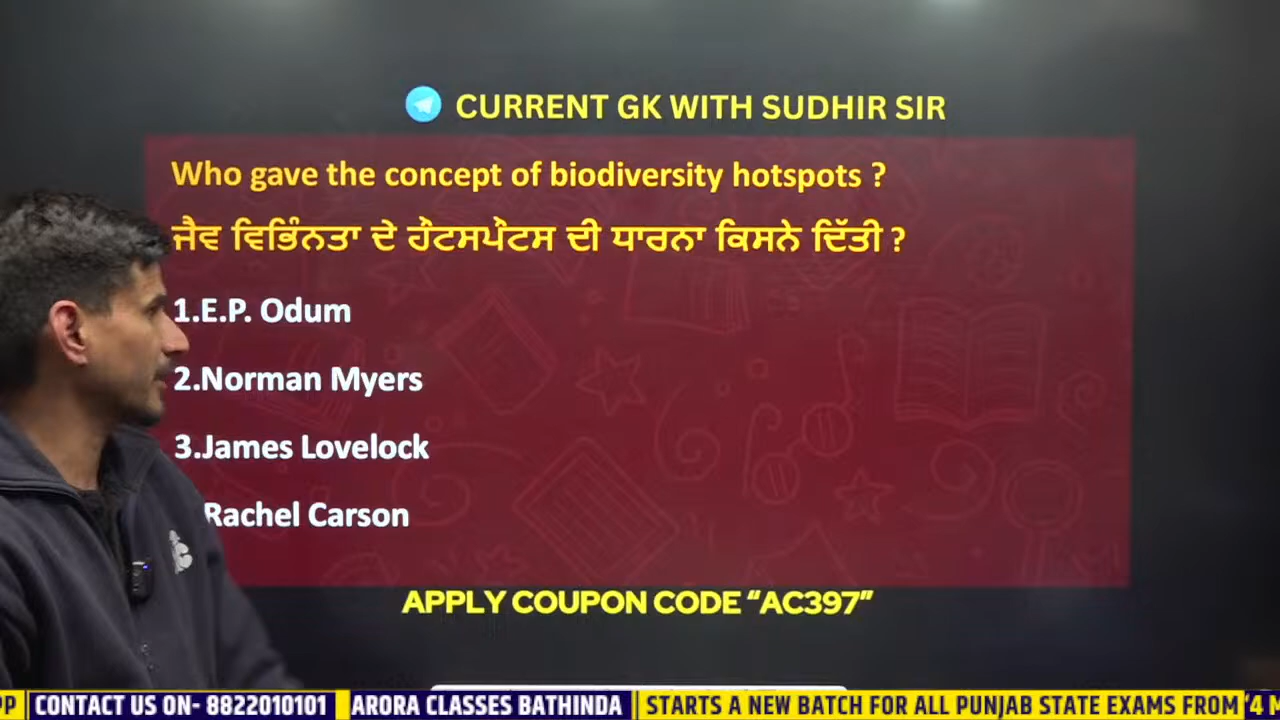 CURRENT GK WITH SUDHIR SIR
Who gave the concept of biodiversity hotspots ?
ਜੈਵ ਵਿਭਿੰਨਤਾ ਦੇ ਹੌਟਸਪੌਟਸ ਦੀ ਧਾਰਨਾ ਕਿਸਨੇ ਦਿੱਤੀ ?
1.E.P. Odum
2.Norman Myers
3.James Lovelock
Rachel Carson
APPLY COUPON CODE “AC397”
CONTACT US ON- 8822010101 ARORA CLASSES BATHINDA STARTS A NEW BATCH FOR ALL PUNJAB STATE EXAMS FROM